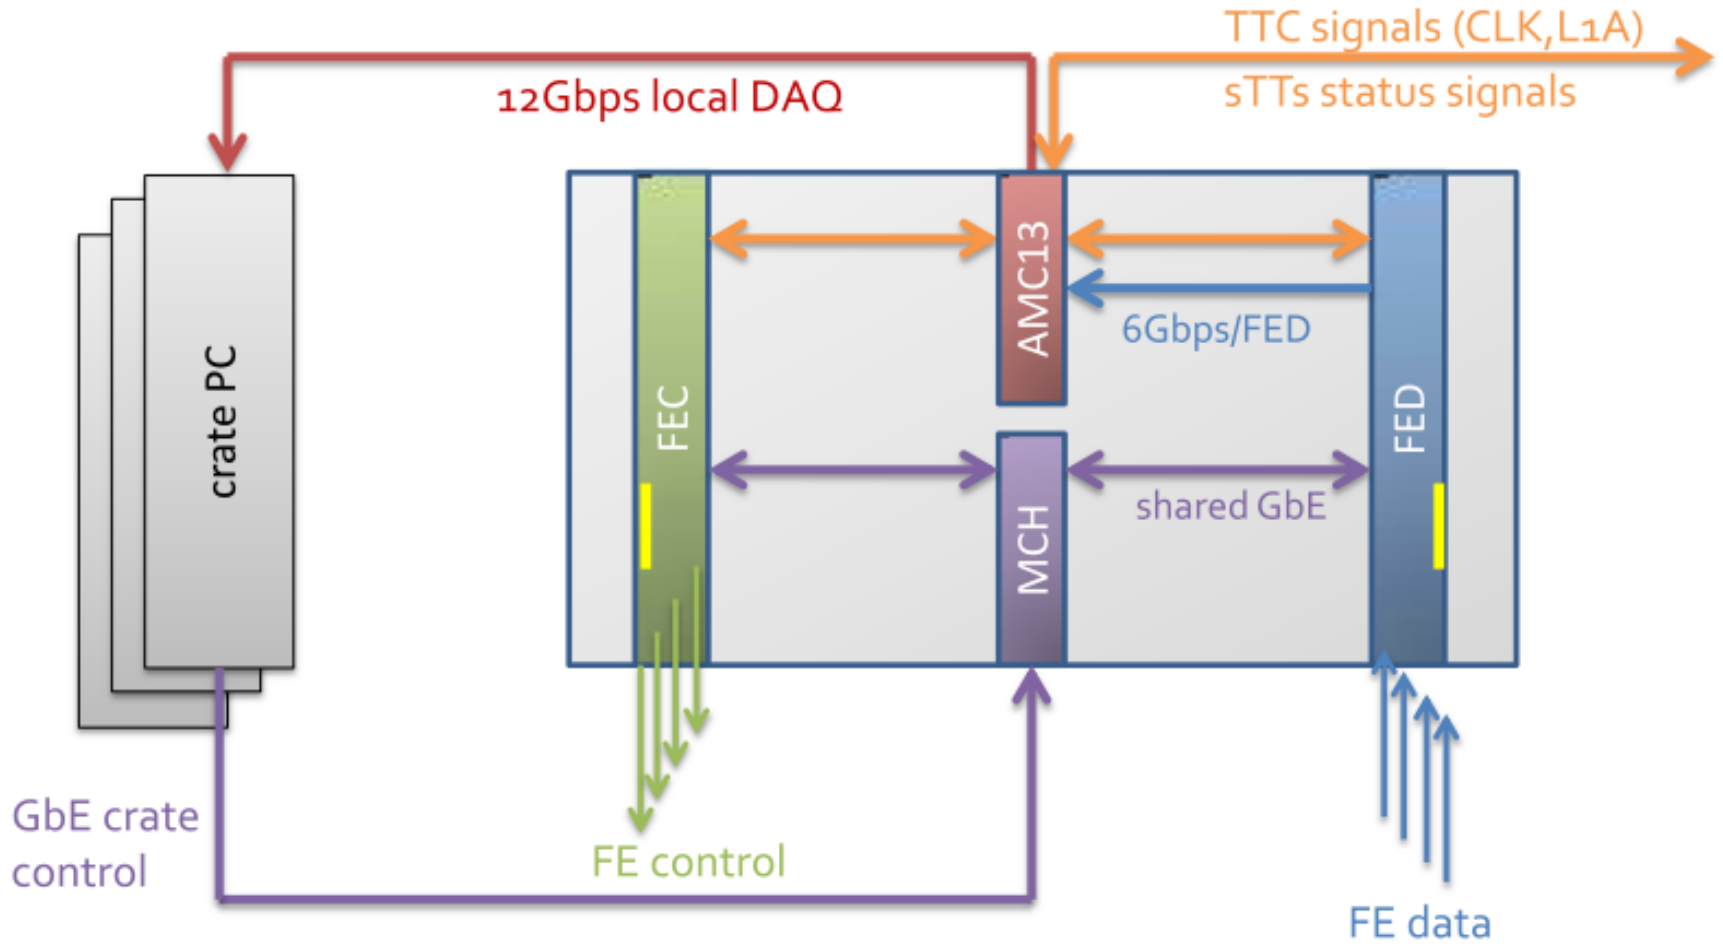 TTC signals (CLK,L1A)
12Gbps local DAQ
sTTs status signals
crate PC
FEC
AMC13
6Gbps/FED
FED
MCH
shared GbE
GbE crate
control
FE control
FE data